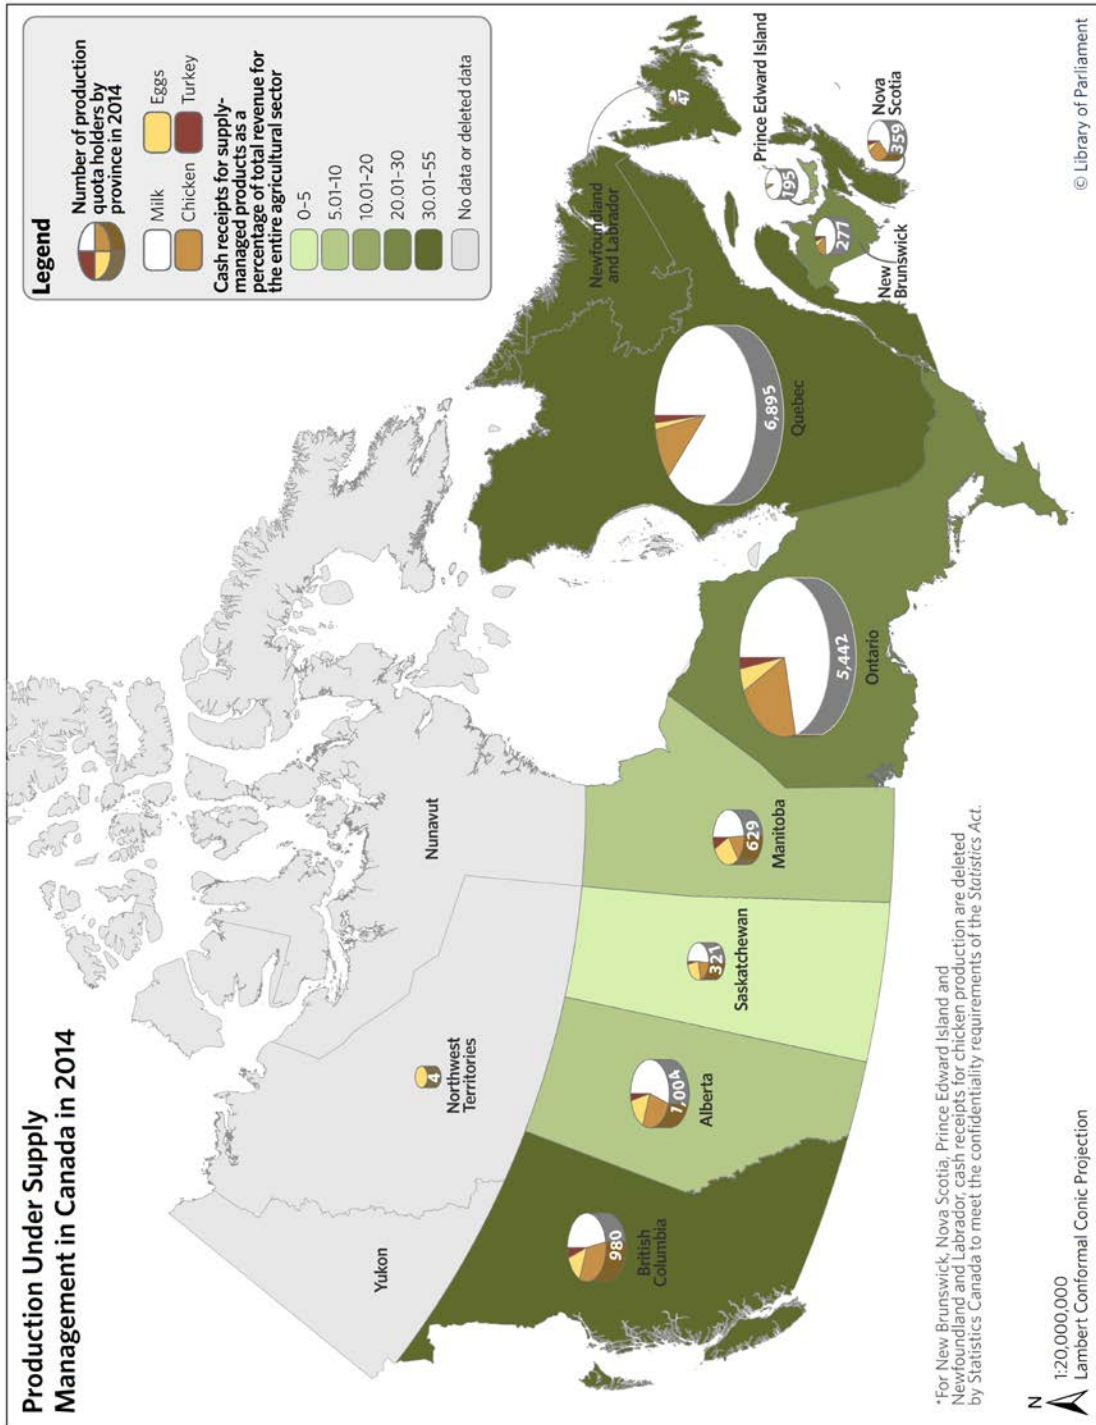 Production Under Supply
Management in Canada in 2014
Legend
Number of production
quota holders by
province in 2014
Milk
Eggs
Chicken
Turkey
Cash receipts for supply-
managed products as a
percentage of total revenue for
the entire agricultural sector
0–5
5.01–10
10.01–20
20.01–30
30.01–55
No data or deleted data
Yukon
4
Northwest
Territories
Nunavut
980
British
Columbia
1,004
Alberta
321
Saskatchewan
629
Manitoba
5,442
Ontario
6,895
Quebec
Newfoundland
and Labrador
47
Prince Edward Island
195
271
New
Brunswick
359
Nova
Scotia
*For New Brunswick, Nova Scotia, Prince Edward Island and
Newfoundland and Labrador, cash receipts for chicken production are deleted
by Statistics Canada to meet the confidentiality requirements of the Statistics Act.
N
1:20,000,000
Lambert Conformal Conic Projection
© Library of Parliament